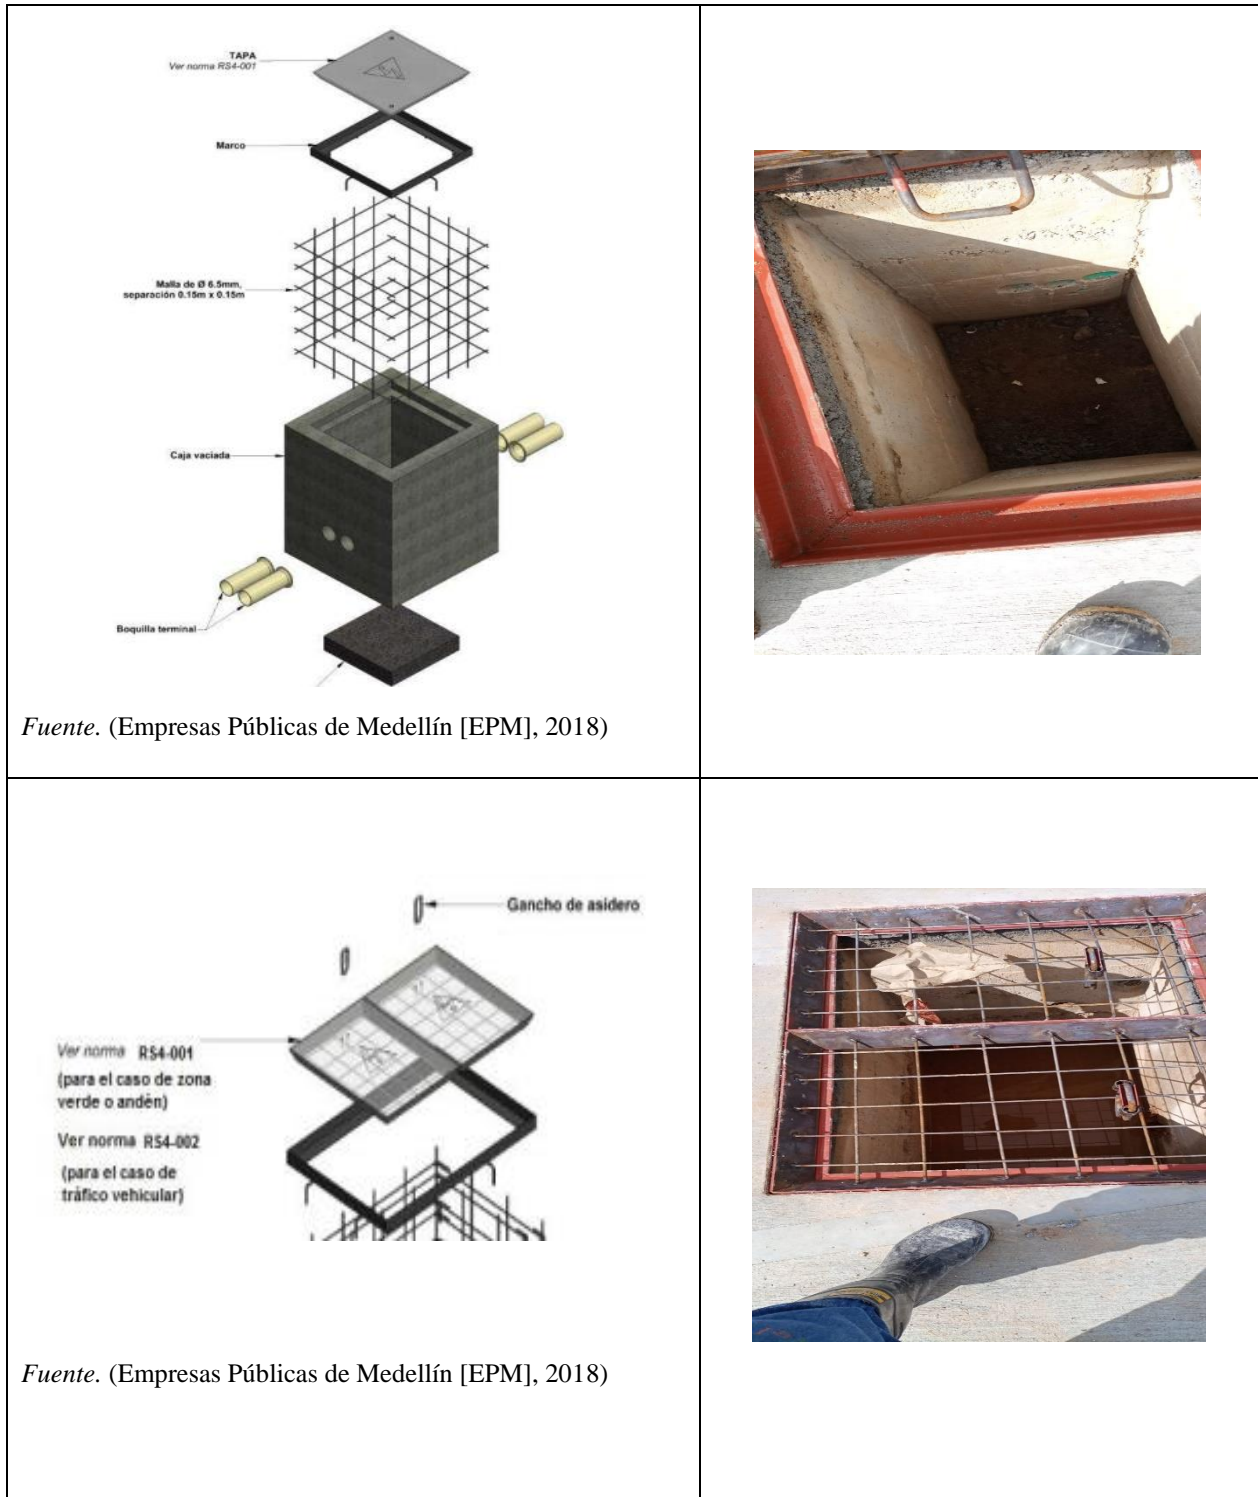 TAPA
Ver norma RS4-001
Marco
Malla de Ø 6.5mm,
separación 0.15m x 0.15m
Caja vaciada
Boquilla terminal
Fuente. (Empresas Públicas de Medellín [EPM], 2018)
Gancho de asidero
Ver norma RS4-001
(para el caso de zona
verde o andén)
Ver norma RS4-002
(para el caso de
tráfico vehicular)
Fuente. (Empresas Públicas de Medellín [EPM], 2018)